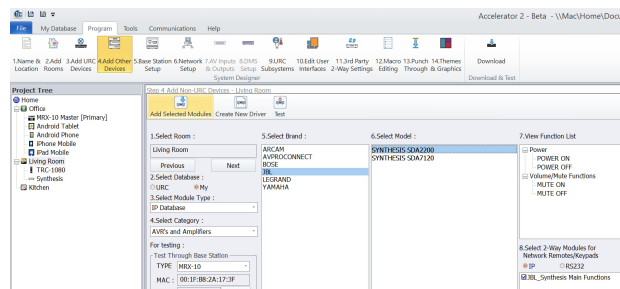 Accelerator 2 - Beta - \\Mac\Home\Docu
File My Database Program Tools Communications Help
1.Name & Location 2.Add Rooms 3.Add URC Devices 4.Add Other Devices 5.Base Station Setup 6.Network Setup 7.AV Inputs & Outputs 8.DMS Setup 9.URC Subsystems 10.Edit User Interfaces 11.3rd Party 2-Way Settings 12.Macro Editing 13.Punch Through 14.Themes & Graphics Download
System Designer Download & Test
Project Tree
Home
Office
MRX-10 Master [Primary]
Android Tablet
Android Phone
iPhone Mobile
iPad Mobile
Living Room
TRC-1080
Synthesis
Kitchen
Step 4 Add Non-URC Devices - Living Room
Add Selected Modules Create New Driver Test
1.Select Room :
Living Room
Previous Next
2.Select Database :
URC My
3.Select Module Type :
IP Database
4.Select Category :
AVR's and Amplifiers
For testing :
Test Through Base Station
TYPE MRX-10
MAC : 00:1F:B8:2A:17:3F
5.Select Brand :
ARCAM
AVPROCONNECT
BOSE
JBL
LEGRAND
YAMAHA
6.Select Model :
SYNTHESIS SDA2200
SYNTHESIS SDA7120
7.View Function List
Power
POWER ON
POWER OFF
Volume/Mute Functions
MUTE ON
MUTE OFF
8.Select 2-Way Modules for
Network Remotes/Keypads
IP RS232
JBL_Synthesis Main Functions